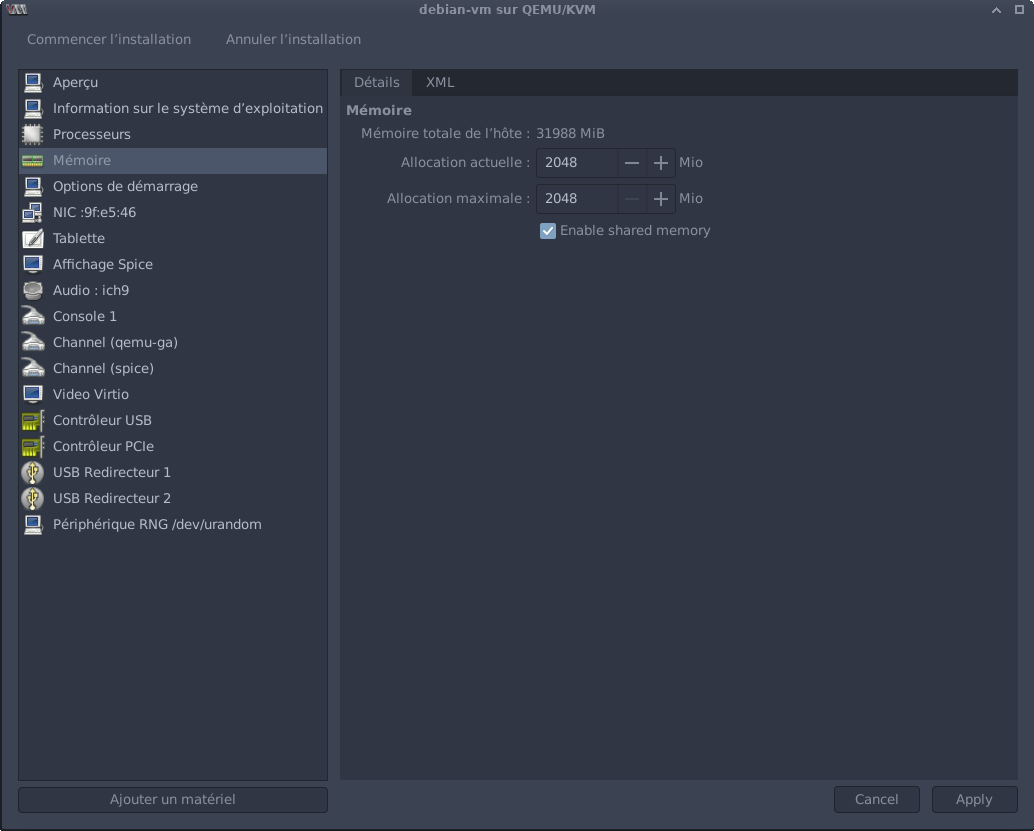 debian-vm sur QEMU/KVM
Commencer l’installation Annuler l’installation
Aperçu
Information sur le système d’exploitation
Processeurs
Mémoire
Options de démarrage
NIC :9f:e5:46
Tablette
Affichage Spice
Audio : ich9
Console 1
Channel (qemu-ga)
Channel (spice)
Video Virtio
Contrôleur USB
Contrôleur PCIe
USB Redirecteur 1
USB Redirecteur 2
Périphérique RNG /dev/urandom
Ajouter un matériel
Détails XML
Mémoire
Mémoire totale de l’hôte : 31988 MiB
Allocation actuelle : 2048 Mio
Allocation maximale : 2048 Mio
Enable shared memory
Cancel Apply